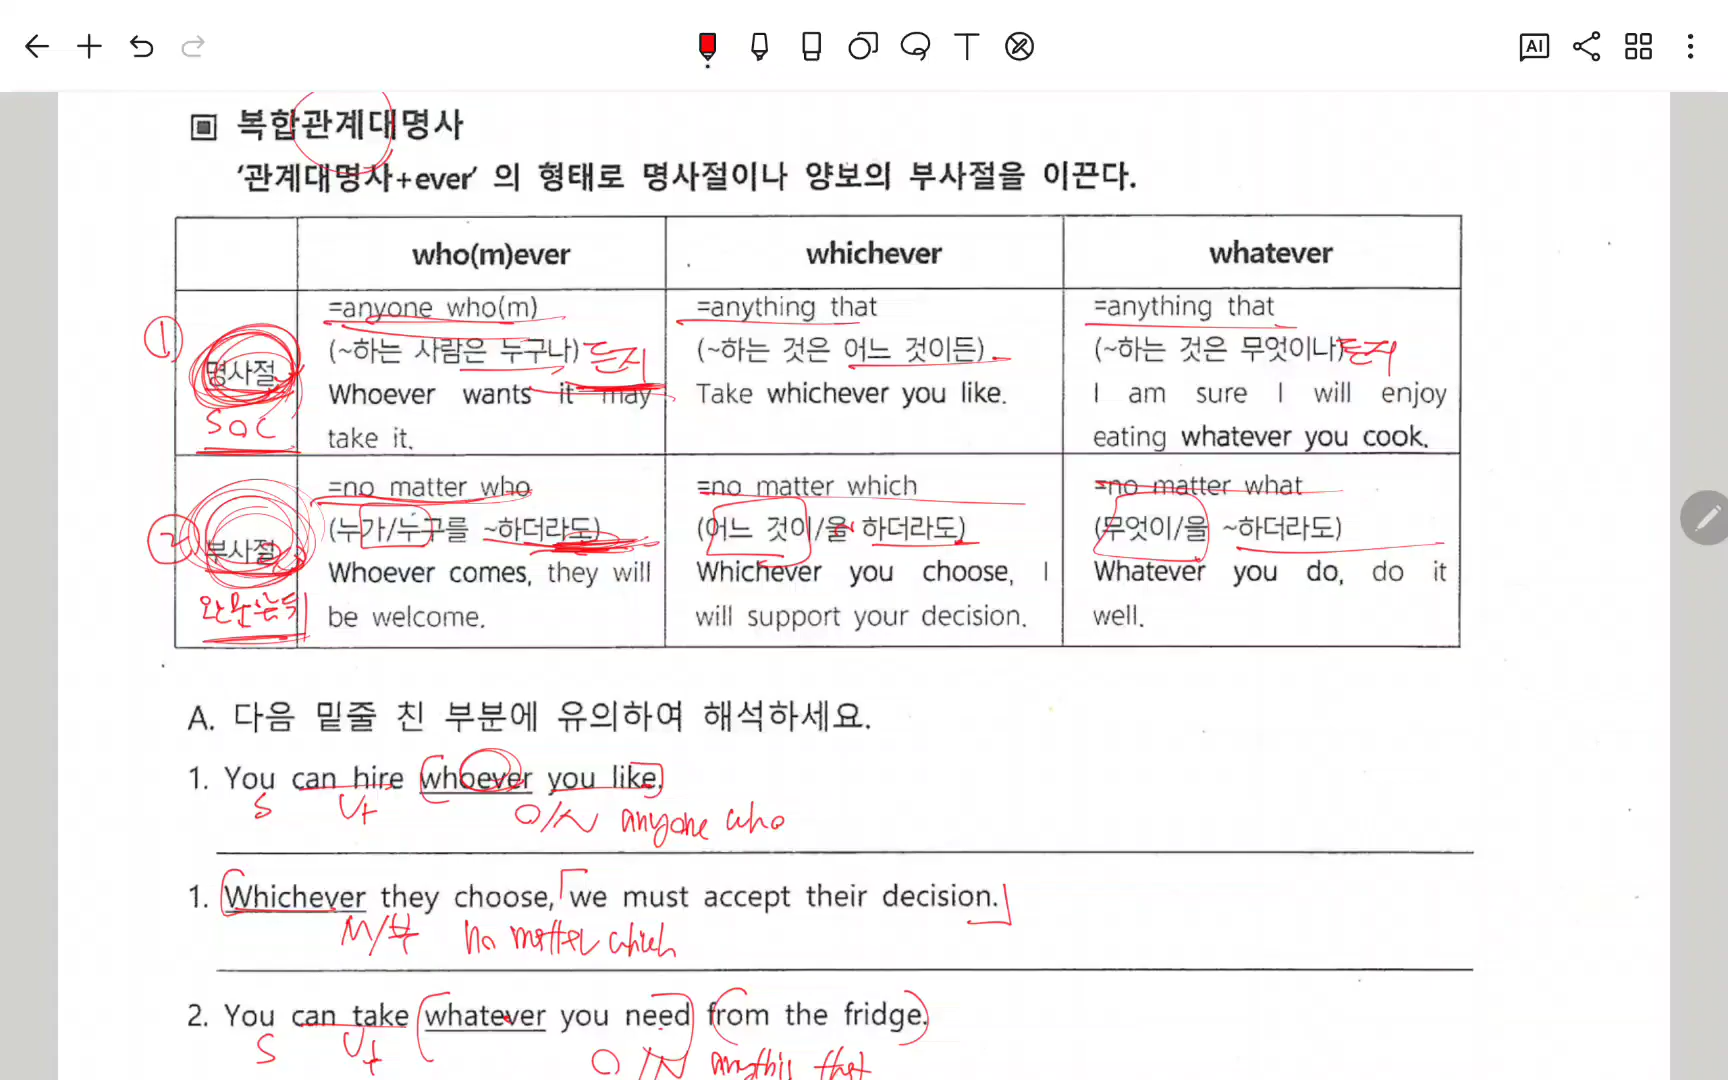 AI
복합관계대명사
‘관계대명사+ever’ 의 형태로 명사절이나 양보의 부사절을 이끈다.
who(m)ever whichever whatever
① 명사절
S O C
=anyone who(m)
(~하는 사람은 누구나) 든지
Whoever wants it may
take it.
=anything that
(~하는 것은 어느 것이든)
Take whichever you like.
=anything that
(~하는 것은 무엇이나) 든지
I am sure I will enjoy
eating whatever you cook.
② 부사절
=no matter who
(누가/누구를 ~하더라도)
Whoever comes, they will
be welcome.
=no matter which
(어느 것이/을 하더라도)
Whichever you choose, I
will support your decision.
=no matter what
(무엇이/을 ~하더라도)
Whatever you do, do it
well.
A. 다음 밑줄 친 부분에 유의하여 해석하세요.
1. You can hire whoever you like.
S Vt O/N anyone who
1. Whichever they choose, we must accept their decision.
M/부 no matter which
2. You can take whatever you need from the fridge.
S Vt O/N that